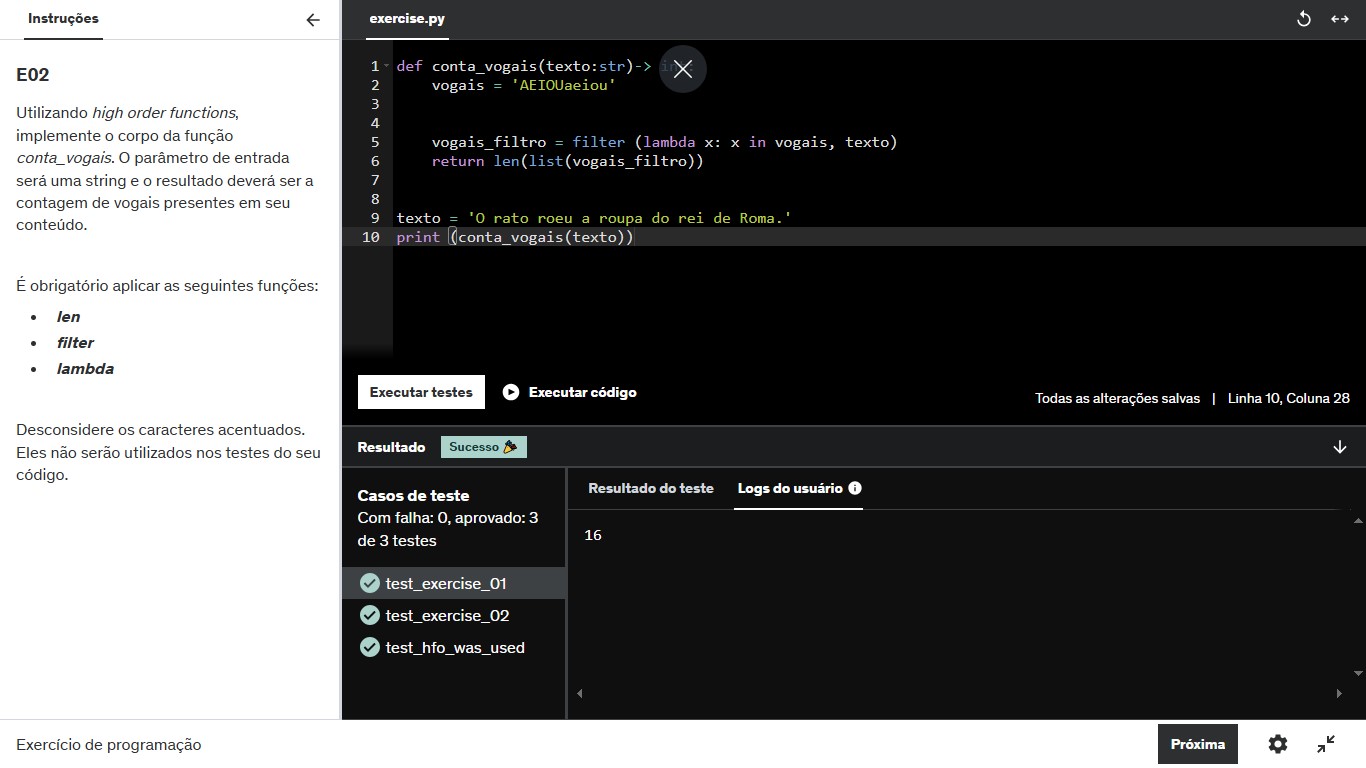 Instruções
E02
Utilizando high order functions,
implemente o corpo da função
conta_vogais. O parâmetro de entrada
será uma string e o resultado deverá ser a
contagem de vogais presentes em seu
conteúdo.
É obrigatório aplicar as seguintes funções:
• len
• filter
• lambda
Desconsidere os caracteres acentuados.
Eles não serão utilizados nos testes do seu
código.
exercise.py
1 def conta_vogais(texto:str)->
2     vogais = 'AEIOUaeiou'
3
4
5     vogais_filtro = filter (lambda x: x in vogais, texto)
6     return len(list(vogais_filtro))
7
8
9 texto = 'O rato roeu a roupa do rei de Roma.'
10 print (conta_vogais(texto))
Executar testes
Executar código
Todas as alterações salvas | Linha 10, Coluna 28
Resultado
Sucesso 🎉
Casos de teste
Com falha: 0, aprovado: 3
de 3 testes
test_exercise_01
test_exercise_02
test_hfo_was_used
Resultado do teste
Logs do usuário
16
Exercício de programação
Próxima